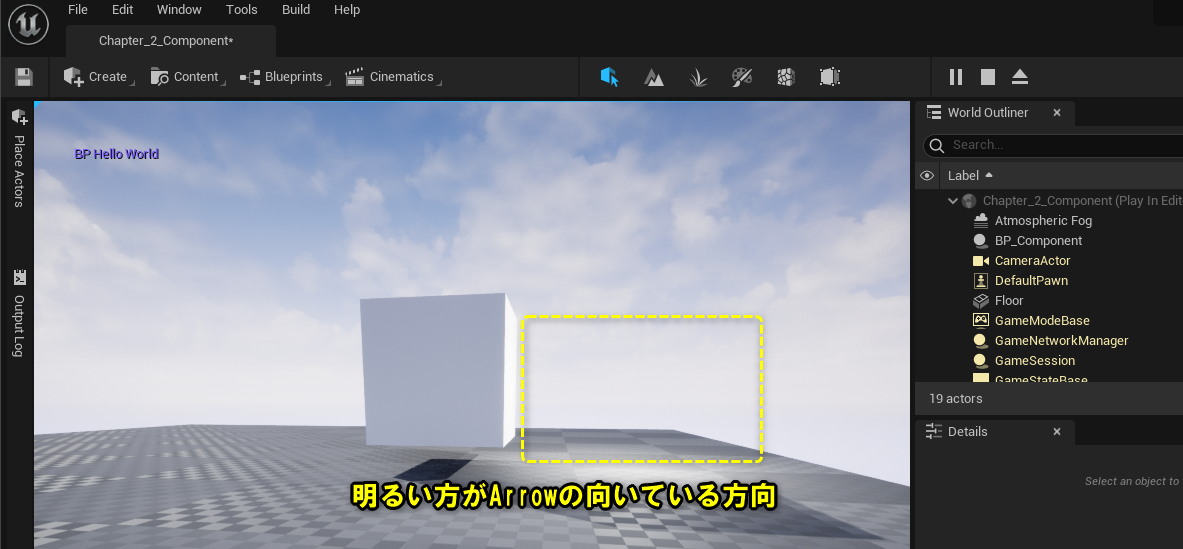 File Edit Window Tools Build Help
Chapter_2_Component*
Create Content Blueprints Cinematics
Place Actors
Output Log
BP Hello World
明るい方がArrowの向いている方向
World Outliner
Search...
Label
Chapter_2_Component (Play In Edit
Atmospheric Fog
BP_Component
CameraActor
DefaultPawn
Floor
GameModeBase
GameNetworkManager
GameSession
GameStateBase
19 actors
Details
Select an object to